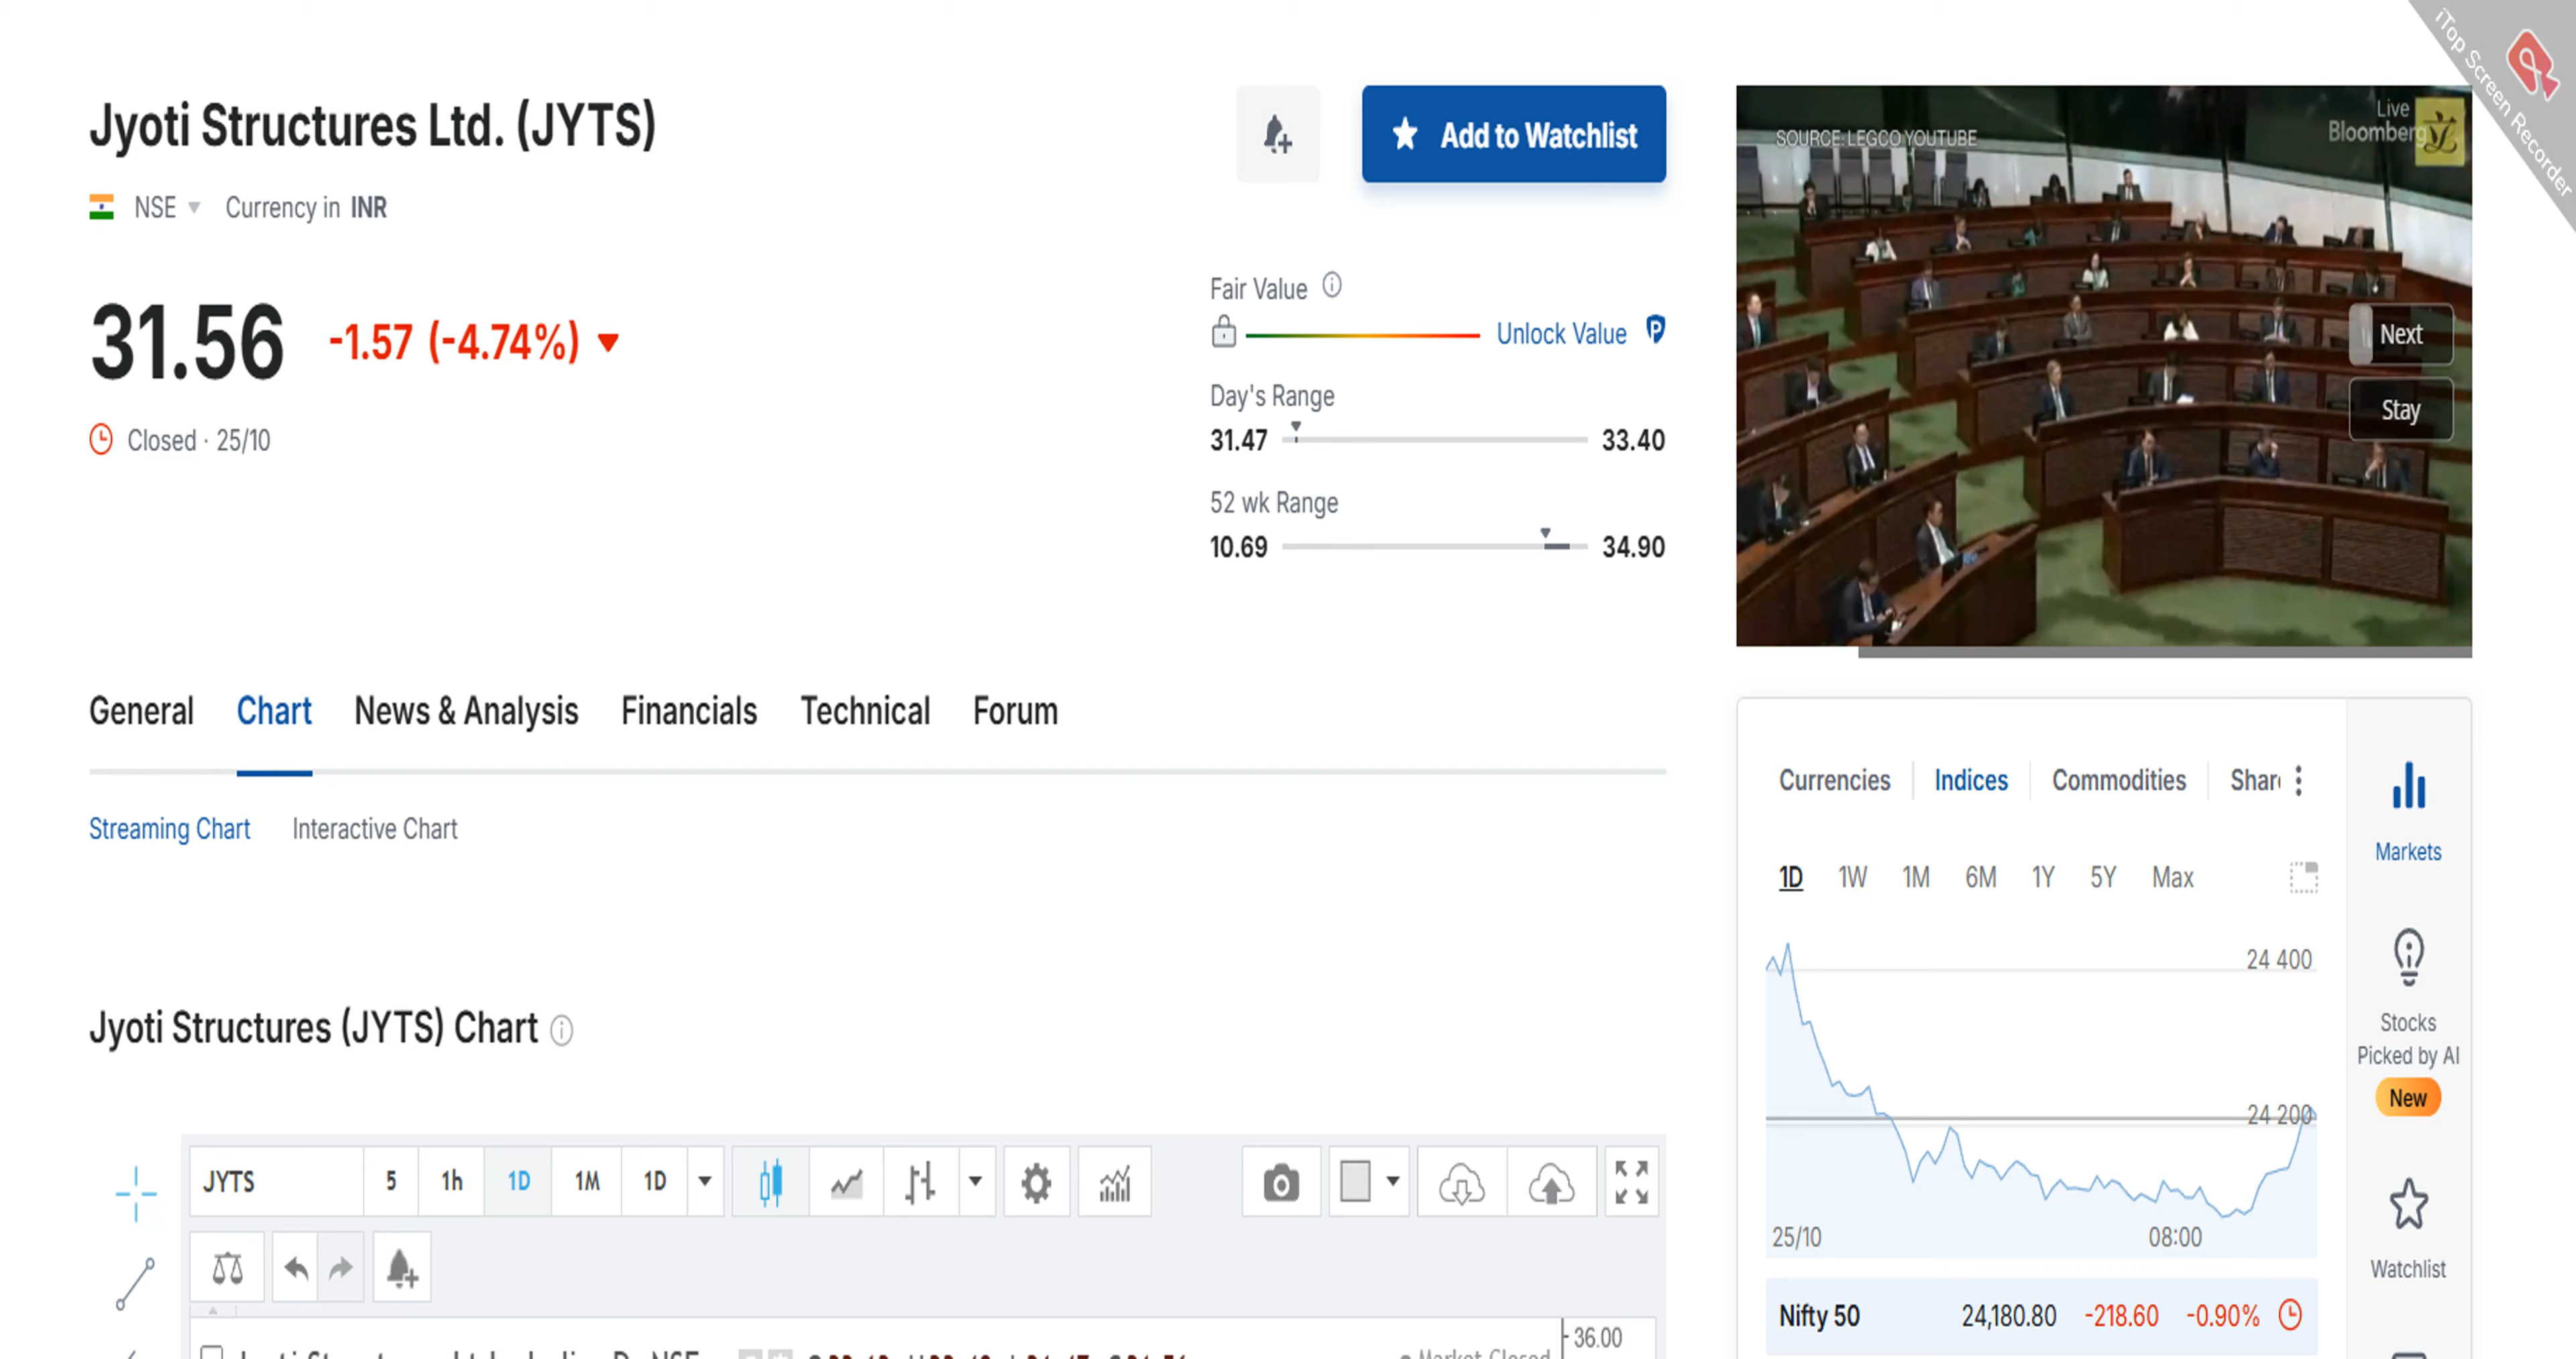 iTop Screen Recorder
Jyoti Structures Ltd. (JYTS)
Add to Watchlist
NSE Currency in INR
31.56 -1.57 (-4.74%)
Closed · 25/10
Fair Value
Unlock Value
Day's Range
31.47 33.40
52 wk Range
10.69 34.90
SOURCE: LEGCO YOUTUBE
Live
Bloomberg
Next
Stay
General Chart News & Analysis Financials Technical Forum
Streaming Chart Interactive Chart
Jyoti Structures (JYTS) Chart
JYTS 5 1h 1D 1M 1D
36.00
Market Closed
Currencies Indices Commodities
1D 1W 1M 6M 1Y 5Y Max
24 400
24 200
25/10 08:00
Nifty 50 24,180.80 -218.60 -0.90%
Markets
Stocks
Picked by AI
New
Watchlist